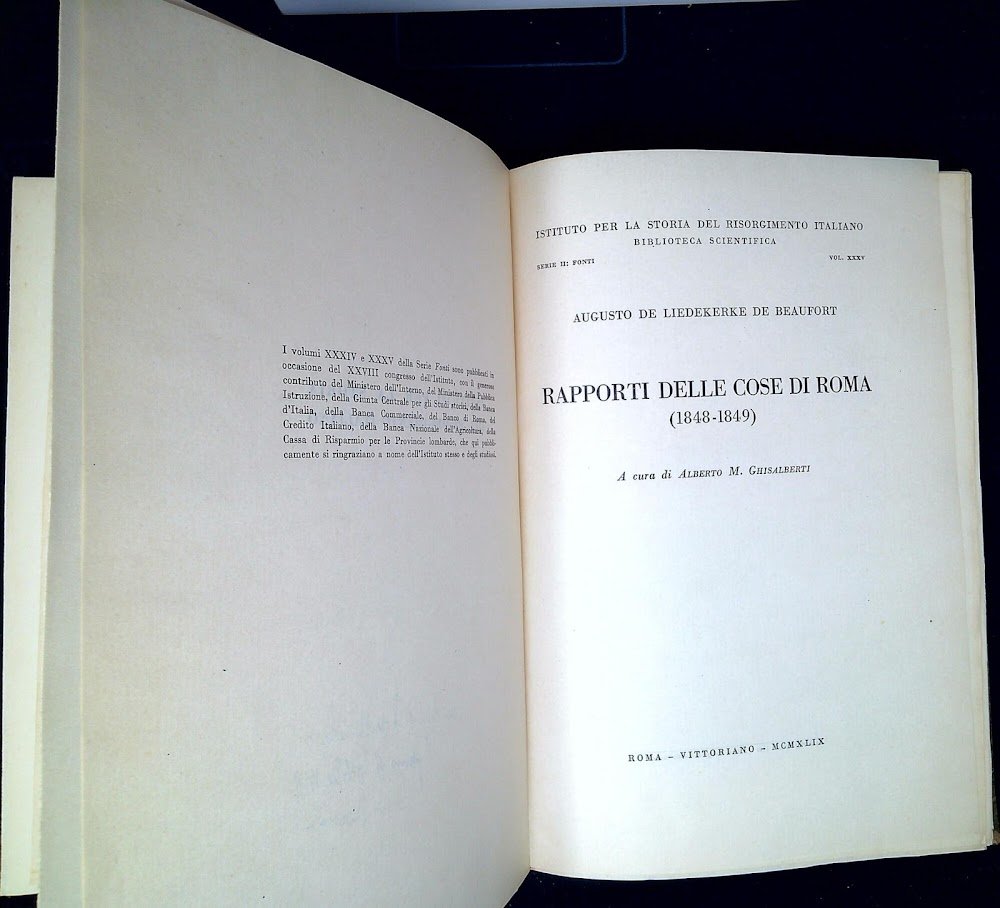 I volumi XXXIV e XXXV della Serie Fonti sono pubblicati in
occasione del XXVIII congresso dell'Istituto, con il generoso
contributo del Ministero dell'Interno, del Ministero della Pubblica
Istruzione, della Giunta Centrale per gli Studi storici, della Banca
d'Italia, della Banca Commerciale, del Banco di Roma, del
Credito Italiano, della Banca Nazionale dell'Agricoltura, della
Cassa di Risparmio per le Provincie lombarde, che qui pubbli-
camente si ringraziano a nome dell'Istituto stesso e degli studiosi.
ISTITUTO PER LA STORIA DEL RISORGIMENTO ITALIANO
BIBLIOTECA SCIENTIFICA
SERIE II: FONTI VOL. XXXV
AUGUSTO DE LIEDEKERKE DE BEAUFORT
RAPPORTI DELLE COSE DI ROMA
(1848-1849)
A cura di ALBERTO M. GHISALBERTI
ROMA – VITTORIANO – MCMXLIX